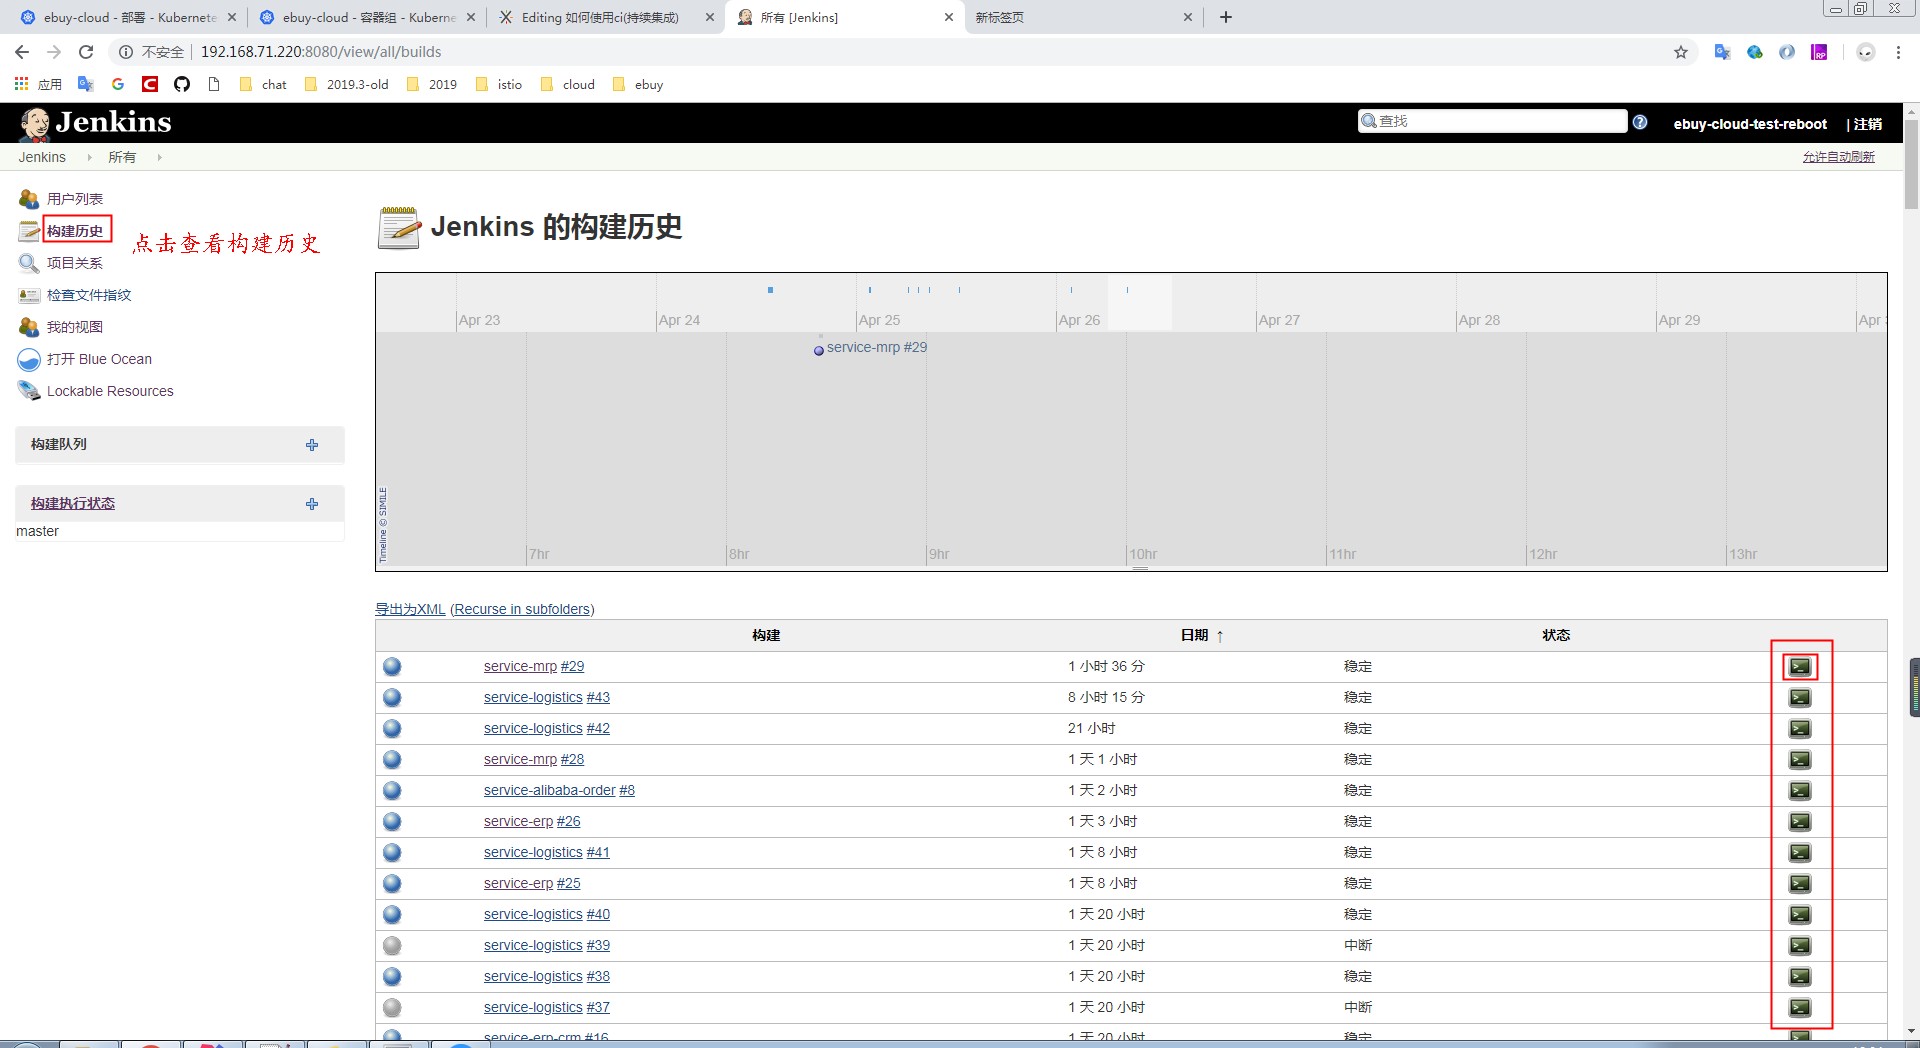 ebuy-cloud - 部署 - Kubernete
ebuy-cloud - 容器组 - Kuberne
Editing 如何使用ci(持续集成)
所有 [Jenkins]
新标签页
不安全
192.168.71.220:8080/view/all/builds
应用
chat
2019.3-old
2019
istio
cloud
ebuy
Jenkins
查找
ebuy-cloud-test-reboot
| 注销
Jenkins
所有
允许自动刷新
用户列表
构建历史
点击查看构建历史
项目关系
检查文件指纹
我的视图
打开 Blue Ocean
Lockable Resources
构建队列
构建执行状态
master
Jenkins 的构建历史
Apr 23
Apr 24
Apr 25
Apr 26
Apr 27
Apr 28
Apr 29
Apr
service-mrp #29
Timeline © SIMILE
7hr
8hr
9hr
10hr
11hr
12hr
13hr
导出为XML (Recurse in subfolders)
构建 日期 ↑ 状态
service-mrp #29 1 小时 36 分 稳定
service-logistics #43 8 小时 15 分 稳定
service-logistics #42 21 小时 稳定
service-mrp #28 1 天 1 小时 稳定
service-alibaba-order #8 1 天 2 小时 稳定
service-erp #26 1 天 3 小时 稳定
service-logistics #41 1 天 8 小时 稳定
service-erp #25 1 天 8 小时 稳定
service-logistics #40 1 天 20 小时 稳定
service-logistics #39 1 天 20 小时 中断
service-logistics #38 1 天 20 小时 稳定
service-logistics #37 1 天 20 小时 中断
service-erp-crm #16 1 天 20 小时 稳定